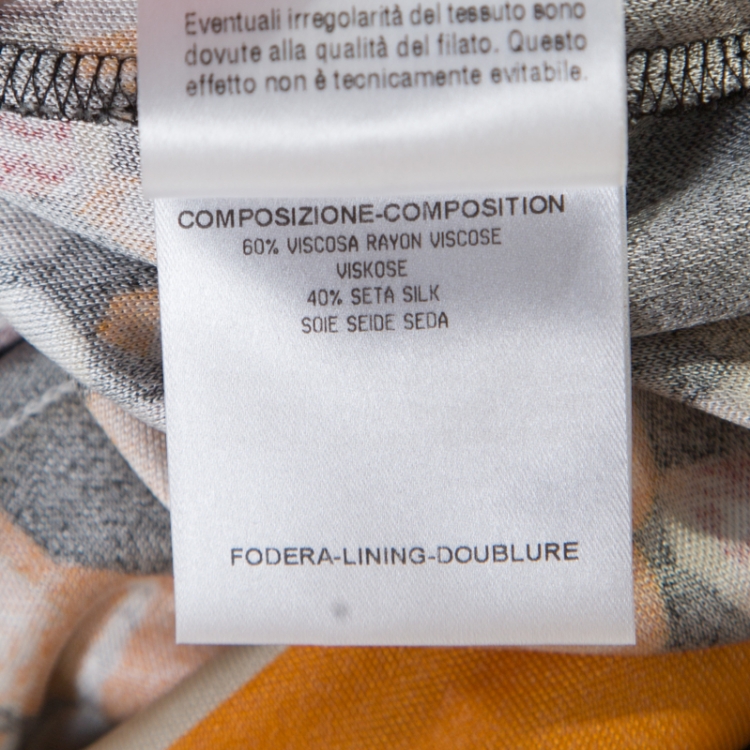 Eventuali irregolarità del tessuto sono
dovute alla qualità del filato. Questo
effetto non è tecnicamente evitabile.
COMPOSIZIONE-COMPOSITION
60% VISCOSA RAYON VISCOSE
VISKOSE
40% SETA SILK
SOIE SEIDE SEDA
FODERA-LINING-DOUBLURE